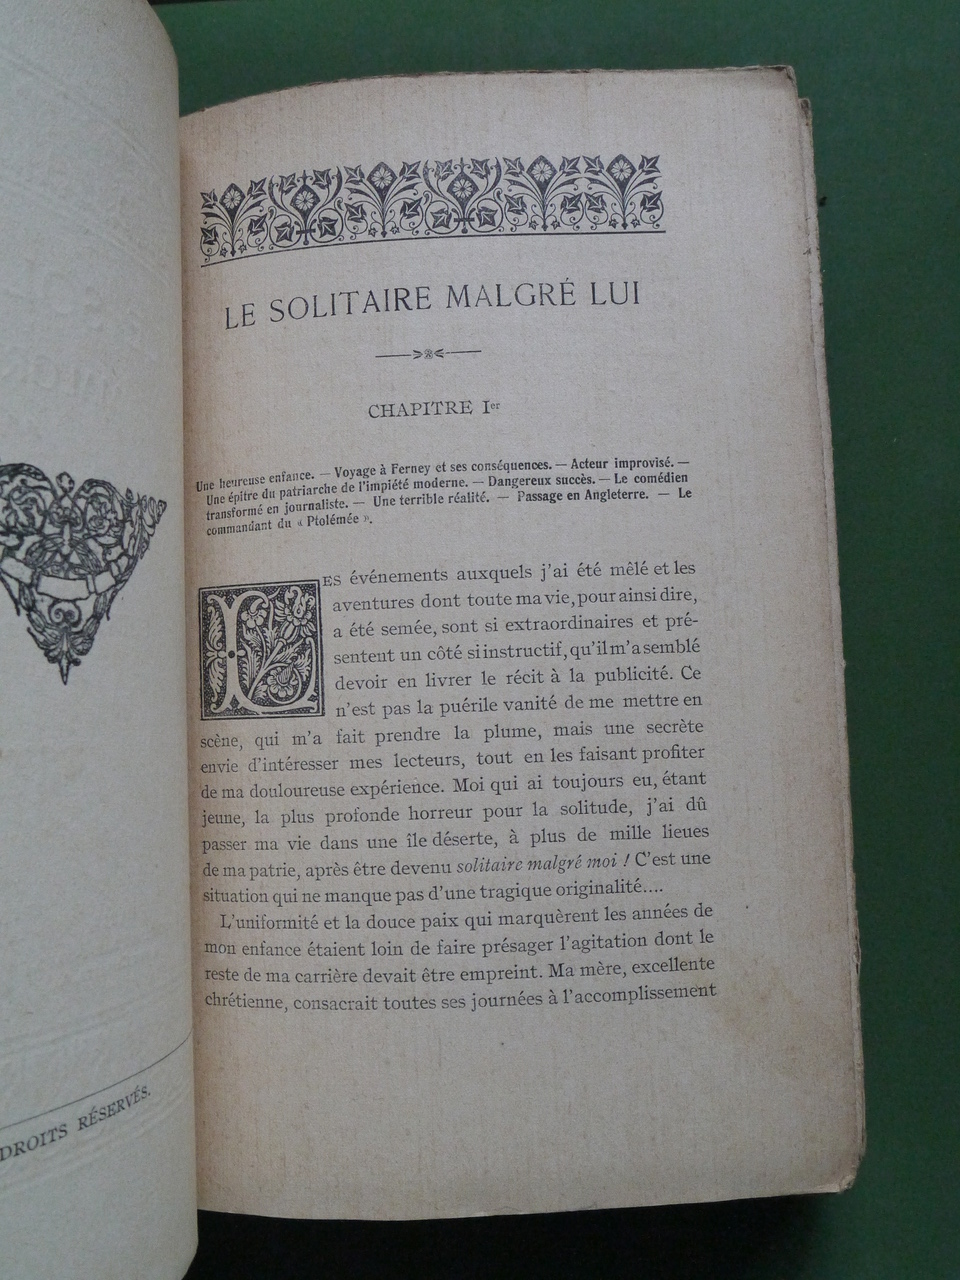 DROITS RÉSERVÉS.
LE SOLITAIRE MALGRÉ LUI
CHAPITRE Ier
Une heureuse enfance. — Voyage à Ferney et ses conséquences. — Acteur improvisé. —
Une épître du patriarche de l'impiété moderne. — Dangereux succès. — Le comédien
transformé en journaliste. — Une terrible réalité. — Passage en Angleterre. — Le
commandant du « Ptolémée ».
LES événements auxquels j'ai été mêlé et les
aventures dont toute ma vie, pour ainsi dire,
a été semée, sont si extraordinaires et pré-
sentent un côté si instructif, qu'il m'a semblé
devoir en livrer le récit à la publicité. Ce
n'est pas la puérile vanité de me mettre en
scène, qui m'a fait prendre la plume, mais une secrète
envie d'intéresser mes lecteurs, tout en les faisant profiter
de ma douloureuse expérience. Moi qui ai toujours eu, étant
jeune, la plus profonde horreur pour la solitude, j'ai dû
passer ma vie dans une île déserte, à plus de mille lieues
de ma patrie, après être devenu solitaire malgré moi ! C'est une
situation qui ne manque pas d'une tragique originalité....
L'uniformité et la douce paix qui marquèrent les années de
mon enfance étaient loin de faire présager l'agitation dont le
reste de ma carrière devait être empreint. Ma mère, excellente
chrétienne, consacrait toutes ses journées à l'accomplissement